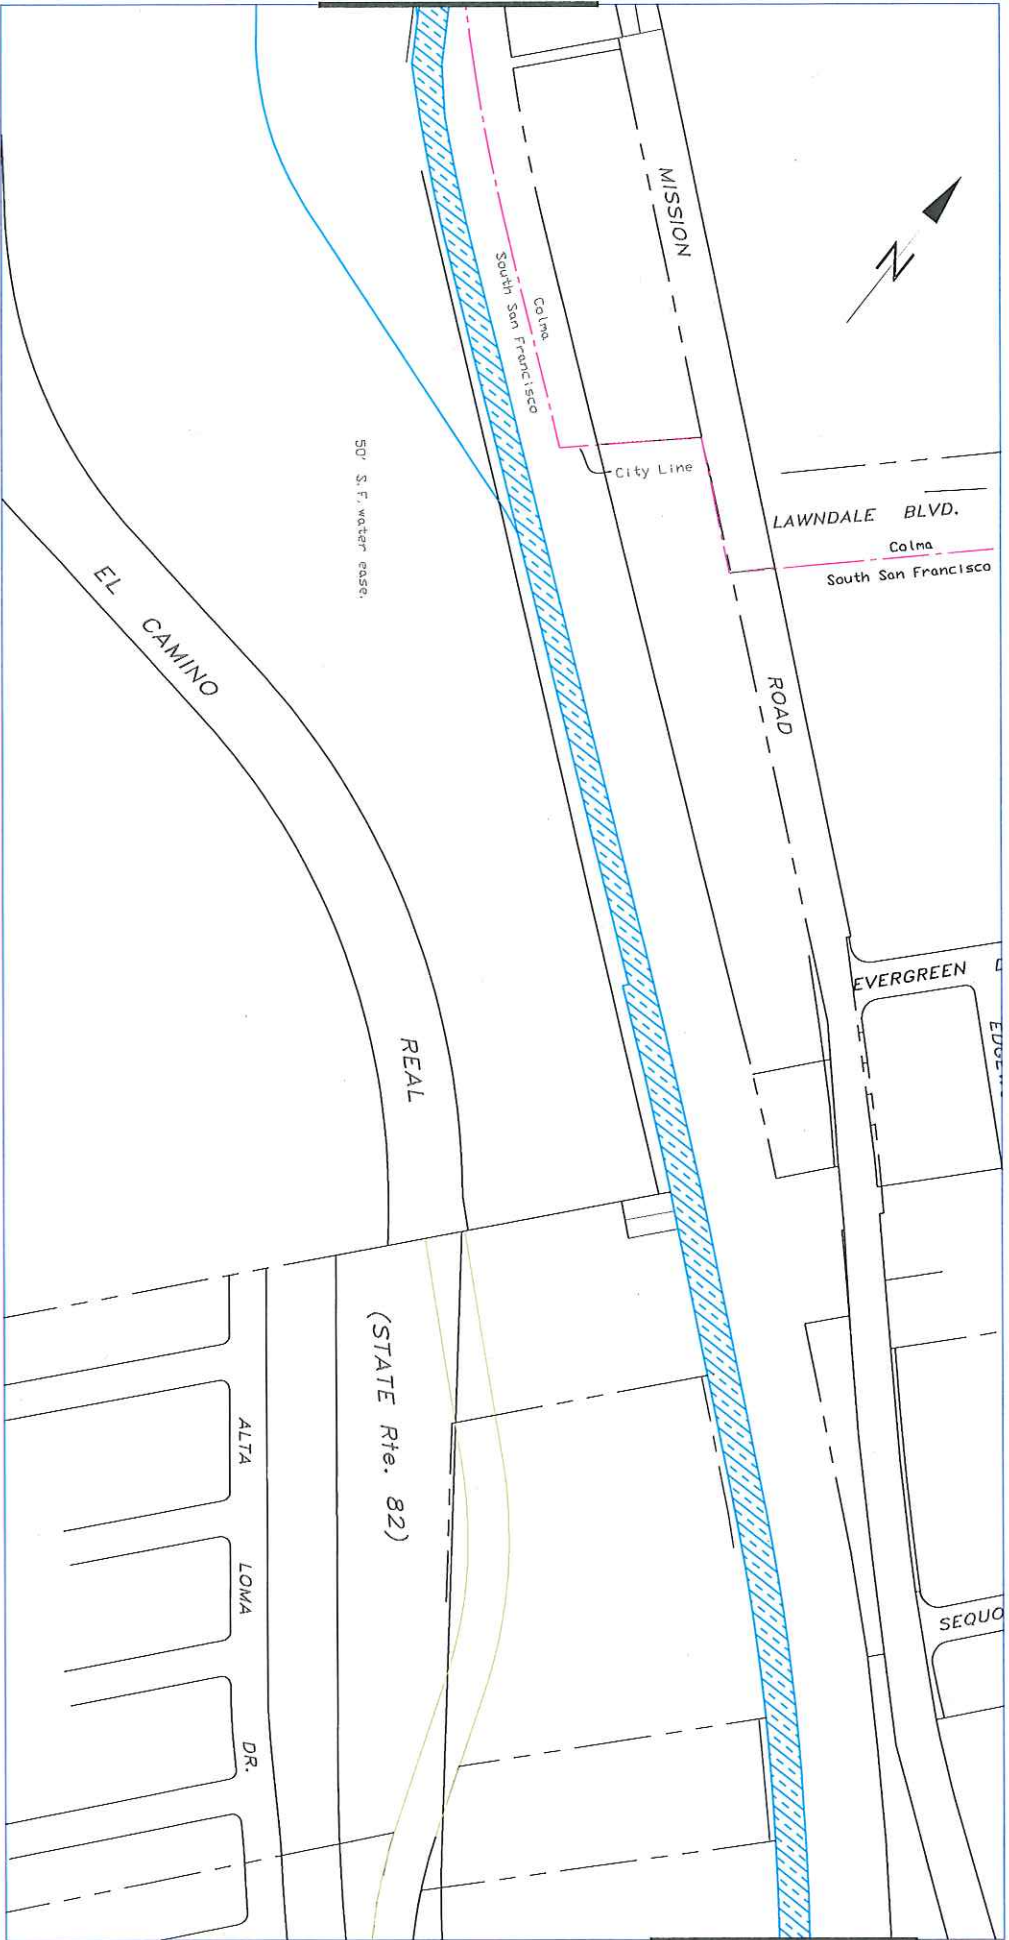 MISSION
N
Colma
South San Francisco
City Line
50' S.F. water ease.
LAWNDALE BLVD.
Colma
South San Francisco
EL CAMINO
ROAD
EVERGREEN
REAL
(STATE Rte. 82)
ALTA
LOMA
DR.
SEQUO